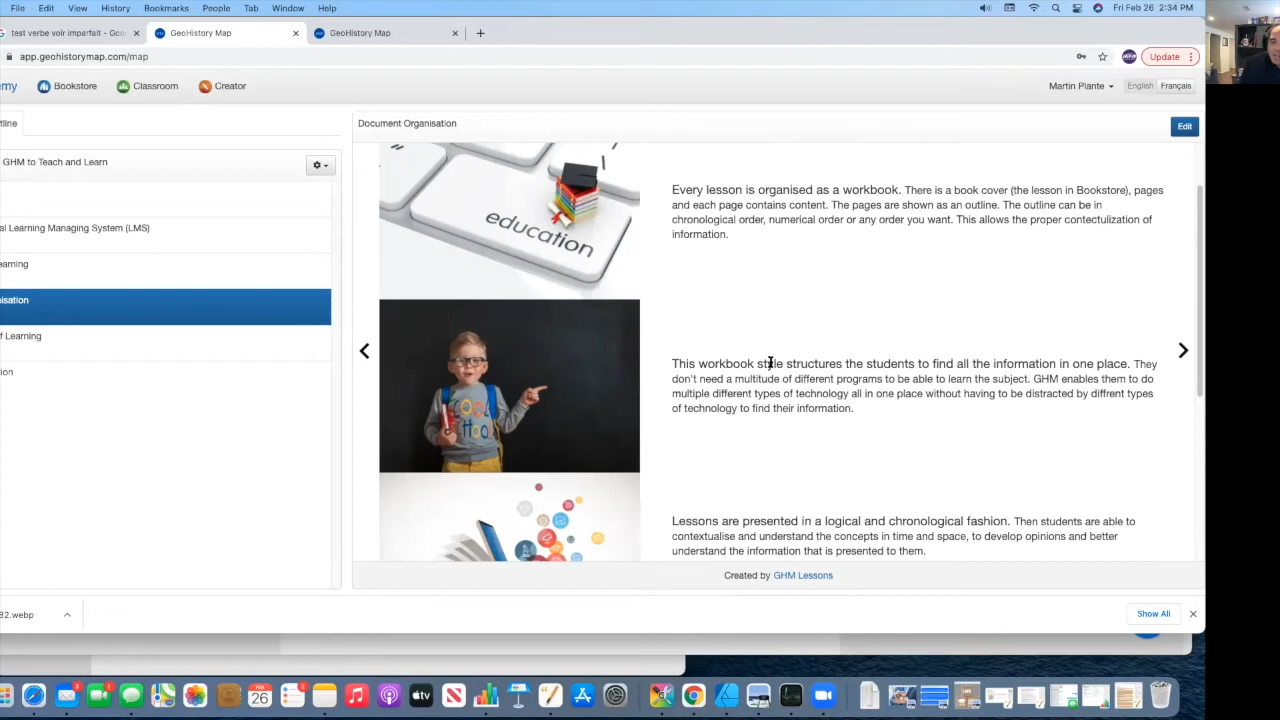 File Edit View History Bookmarks People Tab Window Help Fri Feb 26 2:34 PM
test verbe voir imparfait - Goo × GeoHistory Map × GeoHistory Map × +
app.geohistorymap.com/map Update
emy Bookstore Classroom Creator Martin Plante English Français
tline
Document Organisation Edit
GHM to Teach and Learn
al Learning Managing System (LMS)
earning
isation
f Learning
ion
education
Every lesson is organised as a workbook. There is a book cover (the lesson in Bookstore), pages
and each page contains content. The pages are shown as an outline. The outline can be in
chronological order, numerical order or any order you want. This allows the proper contectulization of
information.
This workbook style structures the students to find all the information in one place. They
don't need a multitude of different programs to be able to learn the subject. GHM enables them to do
multiple different types of technology all in one place without having to be distracted by diffrent types
of technology to find their information.
Lessons are presented in a logical and chronological fashion. Then students are able to
contextualise and understand the concepts in time and space, to develop opinions and better
understand the information that is presented to them.
Created by GHM Lessons
82.webp Show All
FEB
26
tv